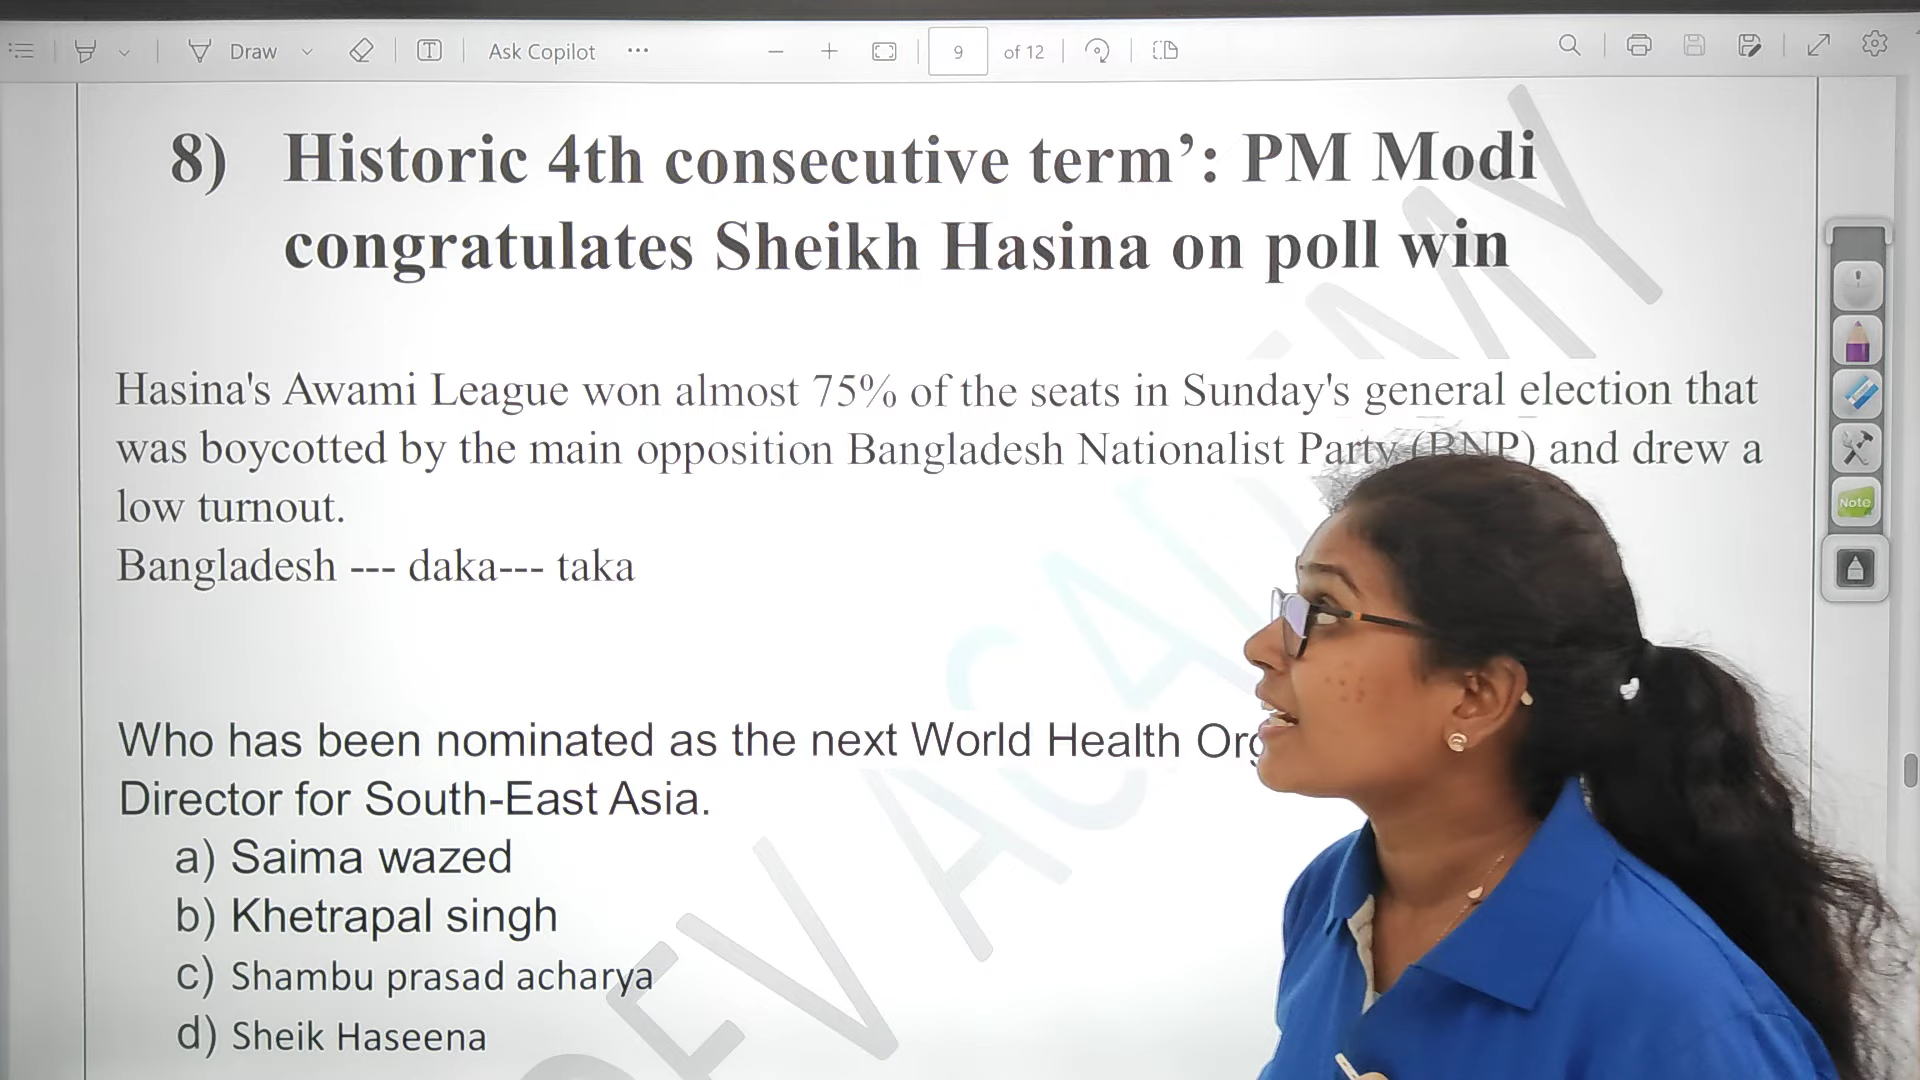 Draw
Ask Copilot
9 of 12
8) Historic 4th consecutive term’: PM Modi
congratulates Sheikh Hasina on poll win
Hasina's Awami League won almost 75% of the seats in Sunday's general election that
was boycotted by the main opposition Bangladesh Nationalist Party (BNP) and drew a
low turnout.
Bangladesh --- daka--- taka
Note
Who has been nominated as the next World Health
Director for South-East Asia.
a) Saima wazed
b) Khetrapal singh
c) Shambu prasad acharya
d) Sheik Haseena